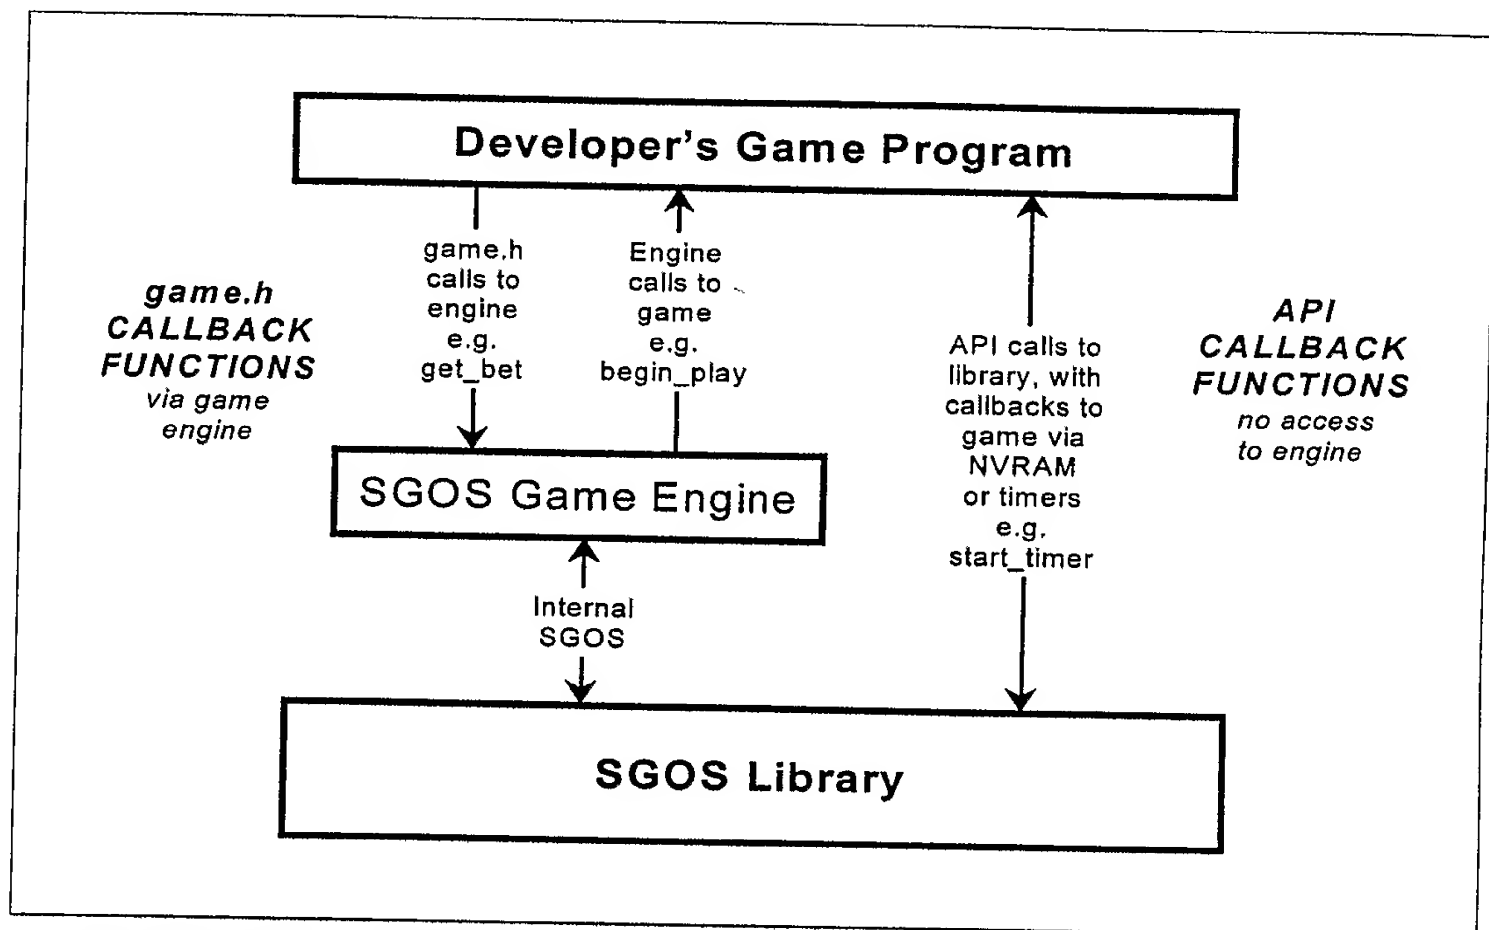 Developer's Game Program
game.h
CALLBACK
FUNCTIONS
via game
engine
game.h
calls to
engine
e.g.
get_bet
Engine
calls to
game
e.g.
begin_play
API calls to
library, with
callbacks to
game via
NVRAM
or timers
e.g.
start_timer
API
CALLBACK
FUNCTIONS
no access
to engine
SGOS Game Engine
Internal
SGOS
SGOS Library